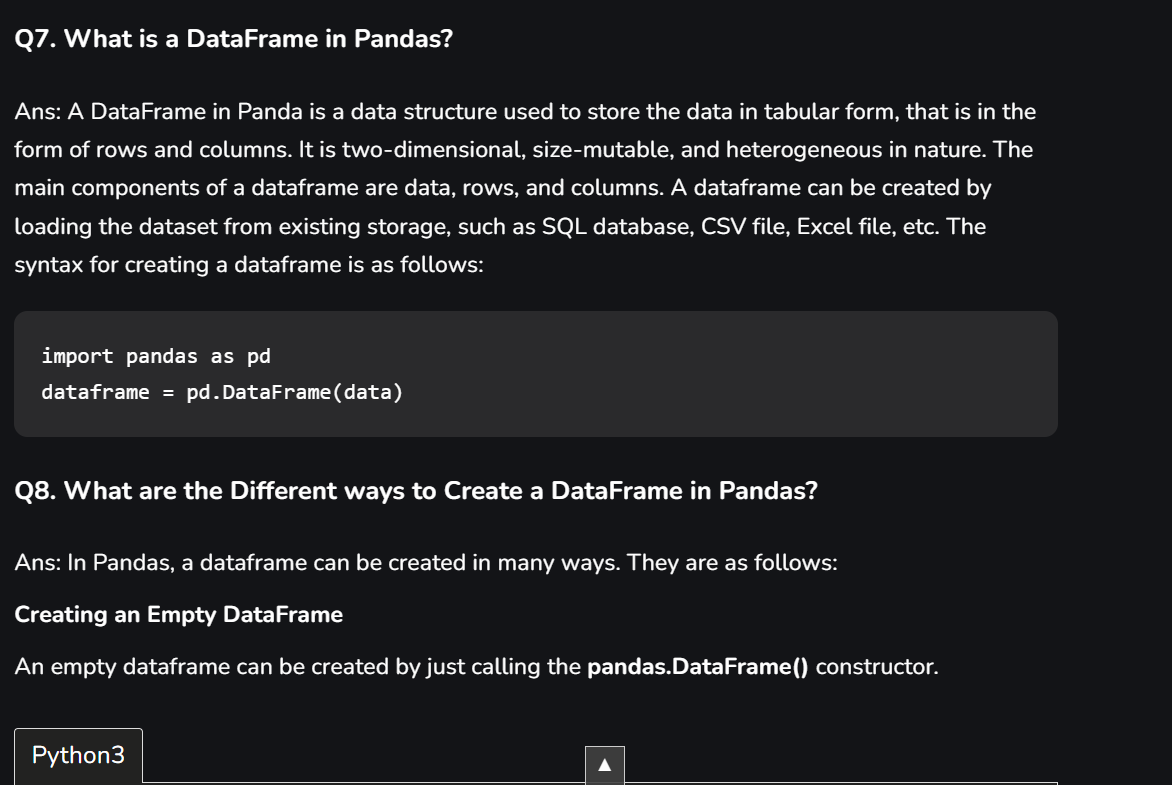 Q7. What is a DataFrame in Pandas?
Ans: A DataFrame in Panda is a data structure used to store the data in tabular form, that is in the
form of rows and columns. It is two-dimensional, size-mutable, and heterogeneous in nature. The
main components of a dataframe are data, rows, and columns. A dataframe can be created by
loading the dataset from existing storage, such as SQL database, CSV file, Excel file, etc. The
syntax for creating a dataframe is as follows:
import pandas as pd
dataframe = pd.DataFrame(data)
Q8. What are the Different ways to Create a DataFrame in Pandas?
Ans: In Pandas, a dataframe can be created in many ways. They are as follows:
Creating an Empty DataFrame
An empty dataframe can be created by just calling the pandas.DataFrame() constructor.
Python3